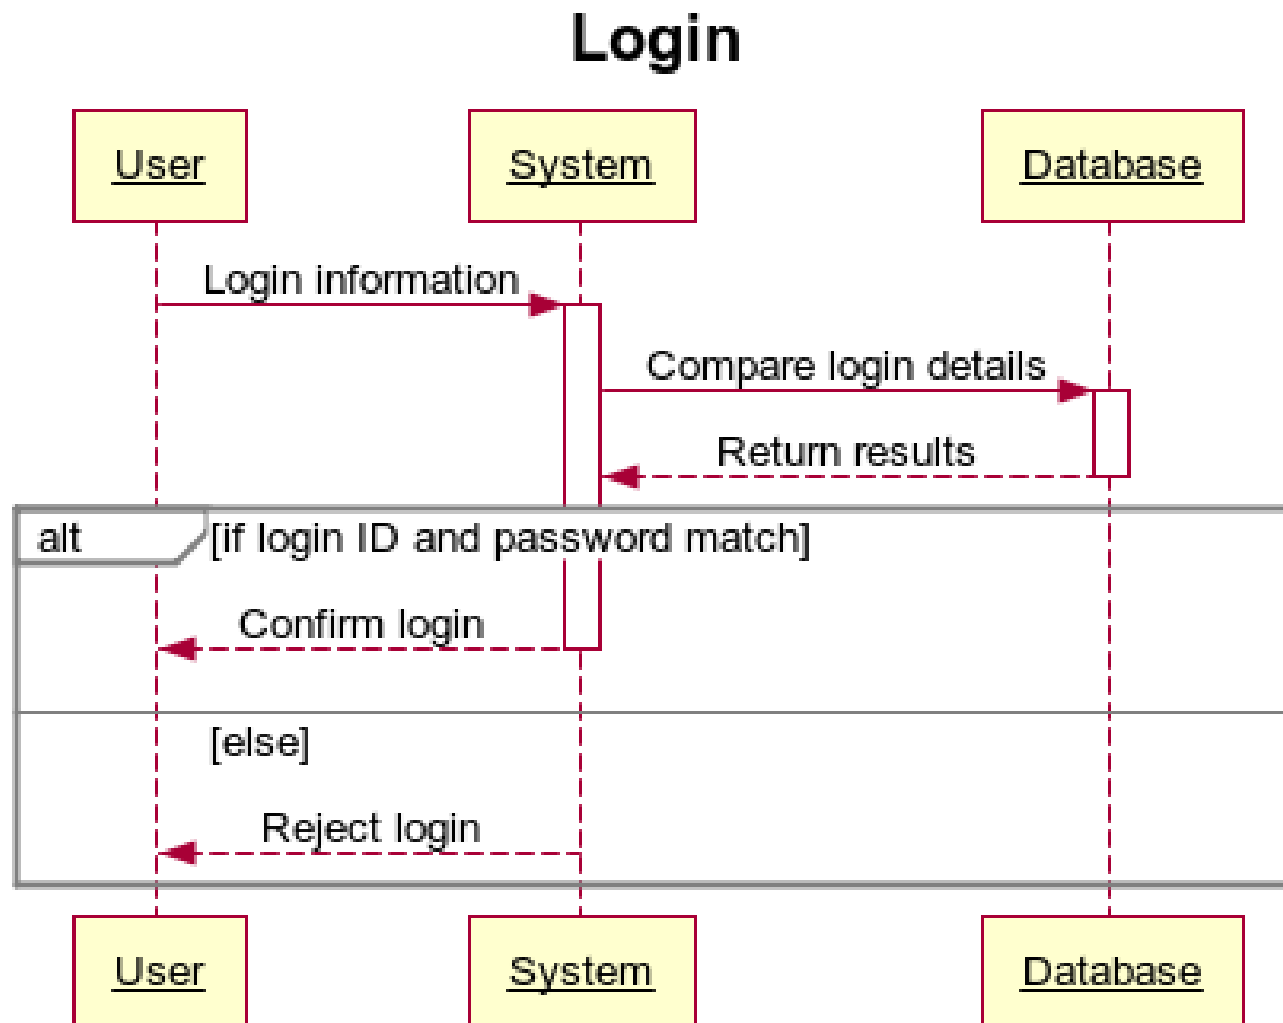 Login
User
System
Database
Login information
Compare login details
Return results
alt
[if login ID and password match]
Confirm login
[else]
Reject login
User
System
Database